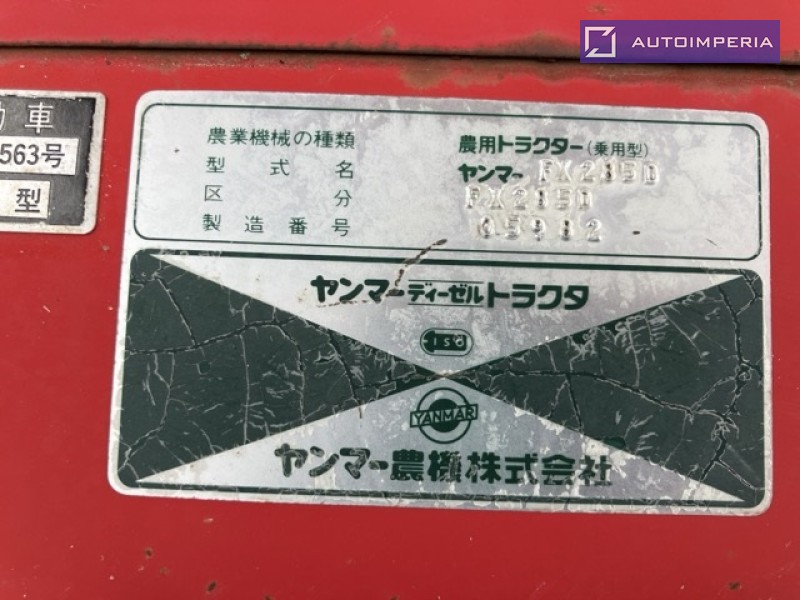 AUTOIMPERIA
動車
563号
型
農業機械の種類 農用トラクター(乗用型)
型式名 ヤンマー FX235D
区分 FX235D
製造番号 05982
ヤンマーディーゼルトラクタ
ISO
YANMAR
ヤンマー農機株式会社